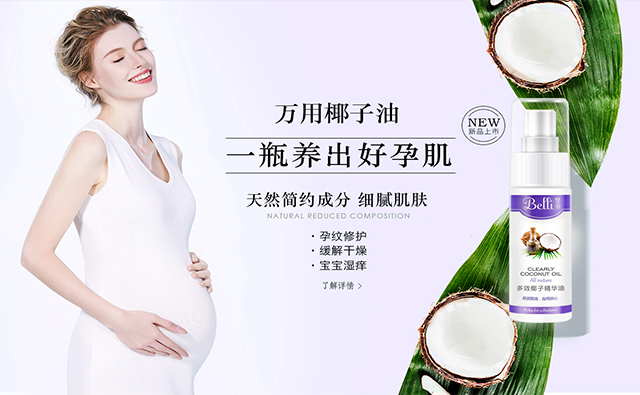 万用椰子油
一瓶养出好孕肌
天然简约成分 细腻肌肤
NATURAL REDUCED COMPOSITION
· 孕纹修护
· 缓解干燥
· 宝宝湿痒
了解详情 >
NEW
新品上市
Belli
CLEARLY
COCONUT OIL
All nature
多效椰子精华油